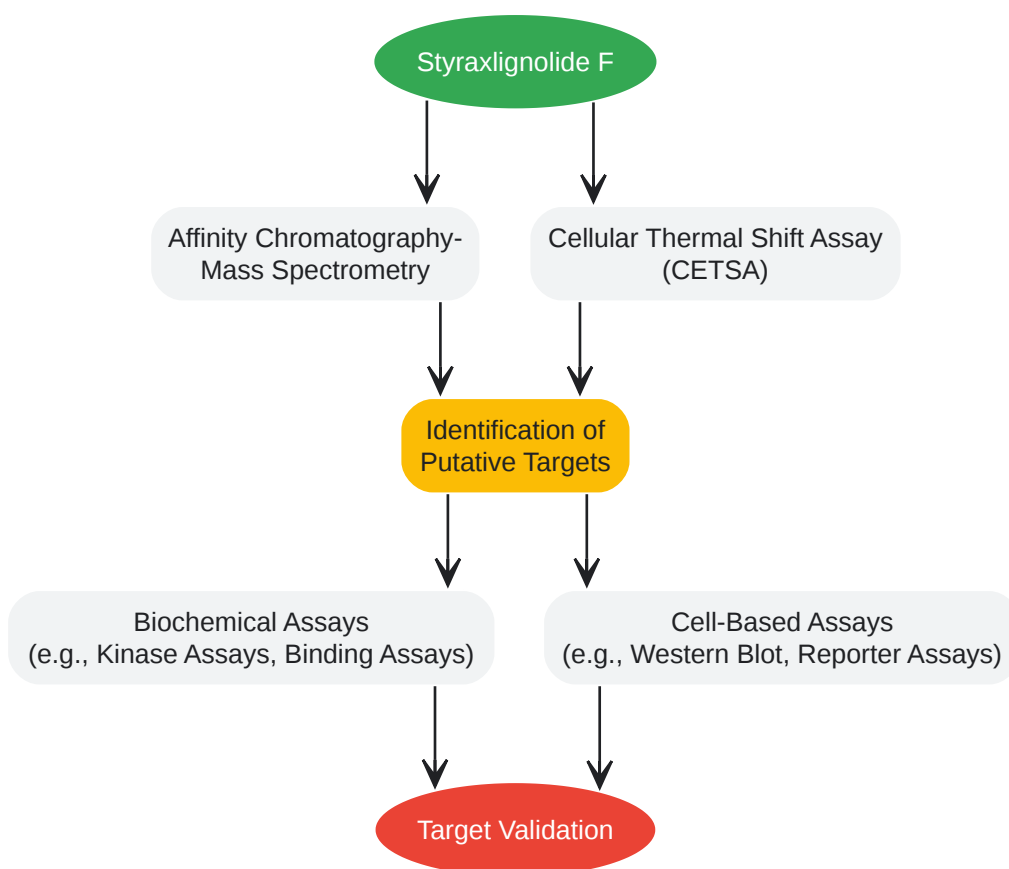 Styraxlignolide F
Affinity Chromatography-
Mass Spectrometry
Cellular Thermal Shift Assay
(CETSA)
Identification of
Putative Targets
Biochemical Assays
(e.g., Kinase Assays, Binding Assays)
Cell-Based Assays
(e.g., Western Blot, Reporter Assays)
Target Validation